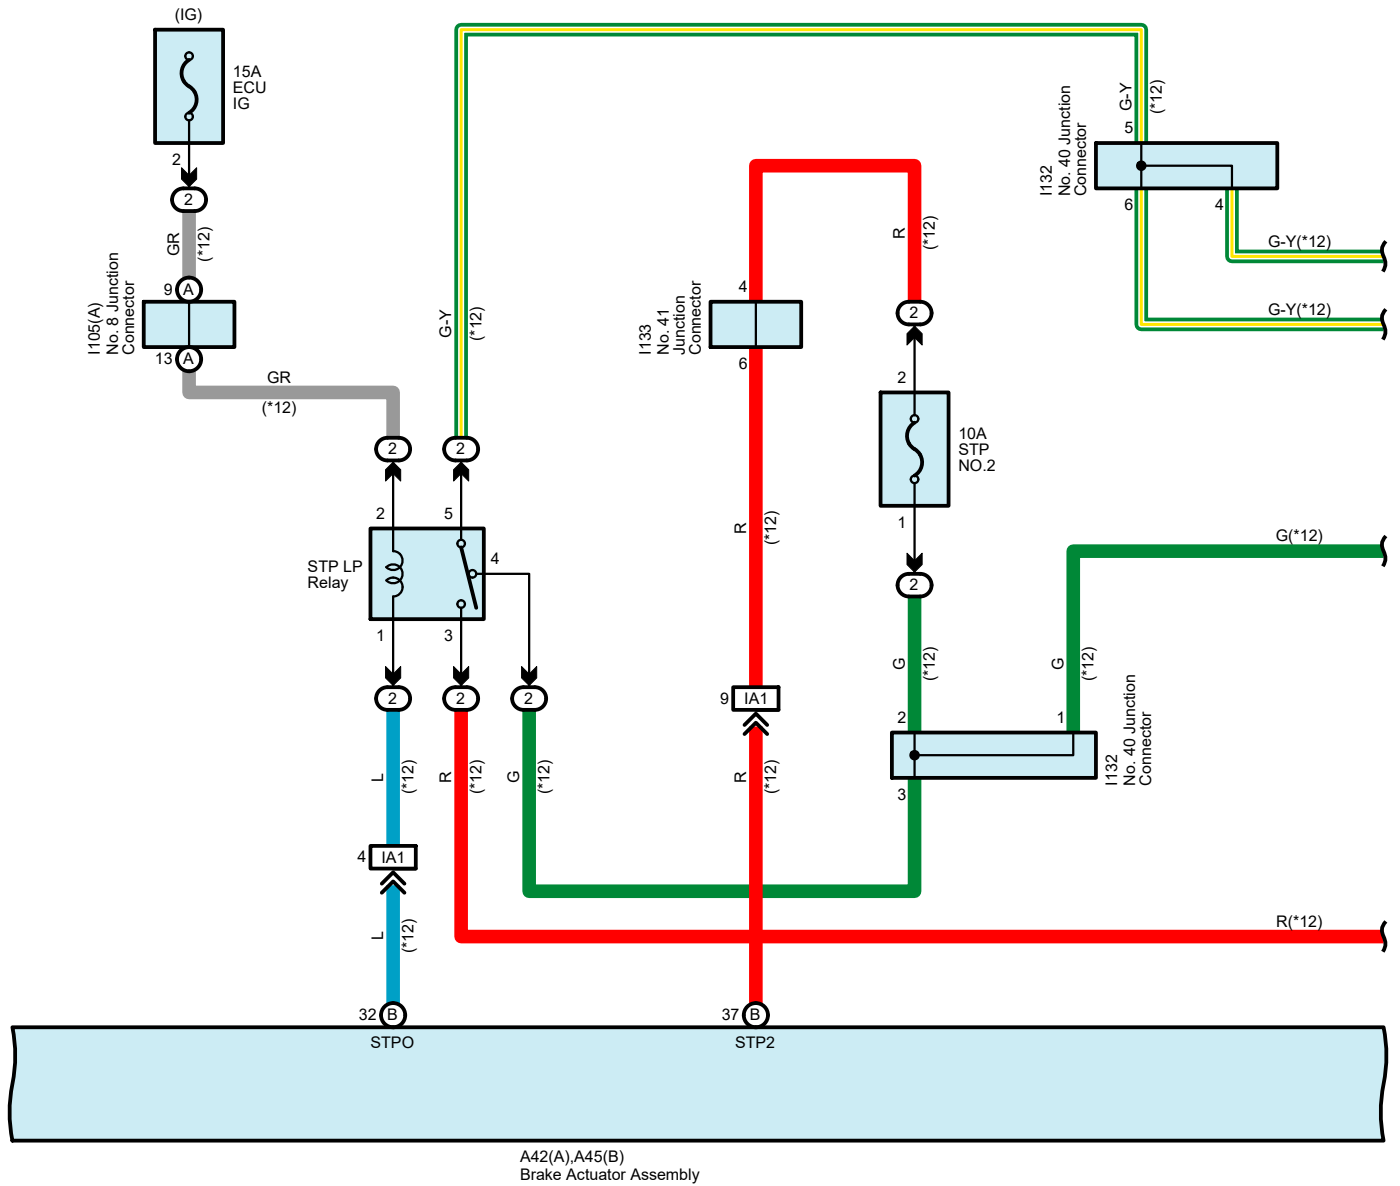 (IG)
15A
ECU
IG
2
2
GR
(*12)
I105(A)
No. 8 Junction
Connector
9
A
13
A
GR
(*12)
2
2
G-Y
(*12)
2
5
4
STP LP
Relay
1
3
2
2
2
L
(*12)
R
(*12)
G
(*12)
4
IA1
L
(*12)
32
B
STPO
I133
No. 41
Junction
Connector
4
6
R
(*12)
R
(*12)
9
IA1
R
(*12)
37
B
STP2
2
2
10A
STP
NO.2
1
2
G
(*12)
G
(*12)
2
1
3
I132
No. 40 Junction
Connector
I132
No. 40 Junction
Connector
G-Y
(*12)
5
6
4
G-Y(*12)
G-Y(*12)
G(*12)
R(*12)
A42(A),A45(B)
Brake Actuator Assembly